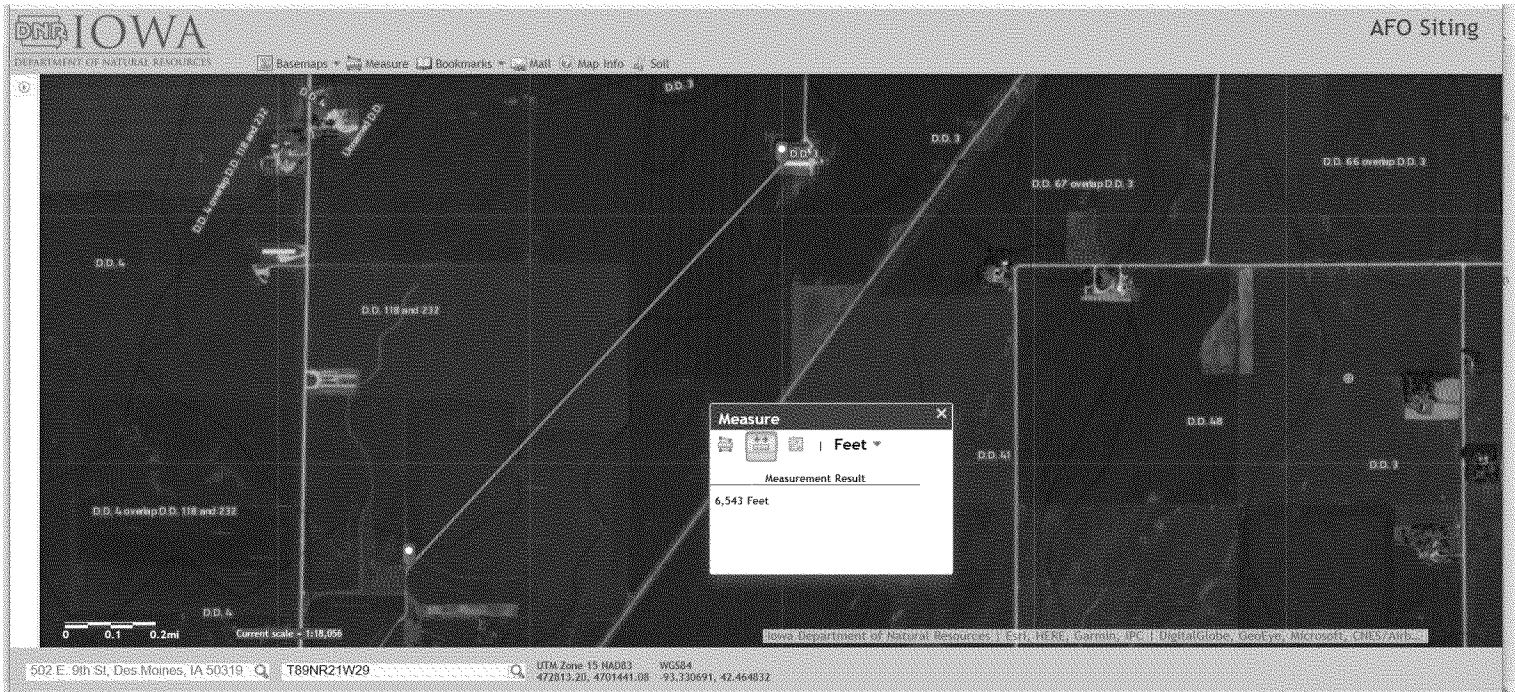 DNR IOWA
DEPARTMENT OF NATURAL RESOURCES
AFO Siting
Basemaps Measure Bookmarks Mail Map Info Soil
D.D. 3
D.D. 4
Unnamed D.D.
D.D. 4 overlap D.D. 118 and 232
D.D. 3
D.D. 3
D.D. 66 overlap D.D. 3
D.D. 67 overlap D.D. 3
D.D. 4
D.D. 118 and 232
Measure
Feet
Measurement Result
6,543 Feet
D.D. 48
D.D. 41
D.D. 3
D.D. 4 overlap D.D. 118 and 232
D.D. 4
0 0.1 0.2mi
Current scale = 1:18,056
Iowa Department of Natural Resources | Esri, HERE, Garmin, IPC | DigitalGlobe, GeoEye, Microsoft, CNES/Airb...
502 E. 9th St, Des Moines, IA 50319
T89NR21W29
UTM Zone 15 NAD83 WGS84
472813.20, 4701441.08 -93.330691, 42.464832